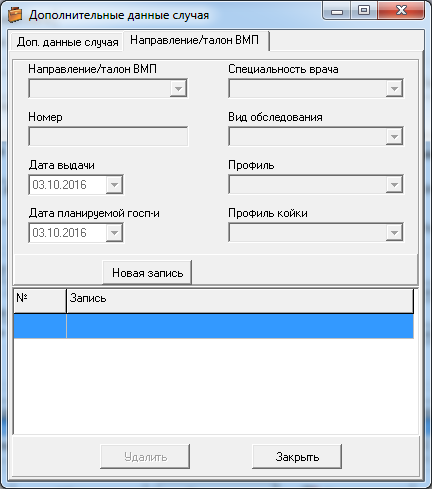 Дополнительные данные случая
Доп. данные случая Направление/талон ВМП
Направление/талон ВМП Специальность врача
Номер Вид обследования
Дата выдачи Профиль
03.10.2016
Дата планируемой госп-и Профиль койки
03.10.2016
Новая запись
№ Запись
Удалить Закрыть